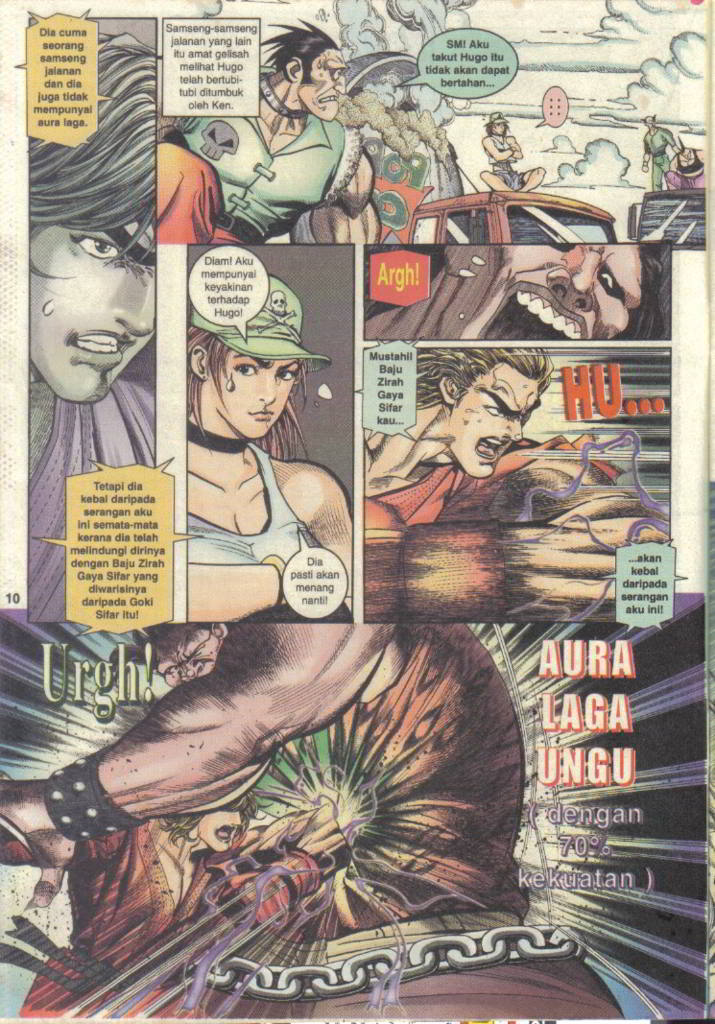 Dia cuma
seorang
samseng
jalanan
dan dia
juga tidak
mempunyai
aura laga.
Samseng-samseng
jalanan yang lain
itu amat gelisah
melihat Hugo
telah bertubi-
tubi ditumbuk
oleh Ken.
SM! Aku
takut Hugo itu
tidak akan dapat
bertahan...
Diam! Aku
mempunyai
keyakinan
terhadap
Hugo!
Dia
pasti akan
menang
nanti!
Argh!
Mustahil
Baju
Zirah
Gaya
Sifar
kau...
HU...
...akan
kebal
daripada
serangan
aku ini!
Tetapi dia
kebal daripada
serangan aku
ini semata-mata
kerana dia telah
melindungi dirinya
dengan Baju Zirah
Gaya Sifar yang
diwarisinya
daripada Goki
Sifar itu!
10
Urgh!
AURA
LAGA
UNGU
( dengan
70%
kekuatan )